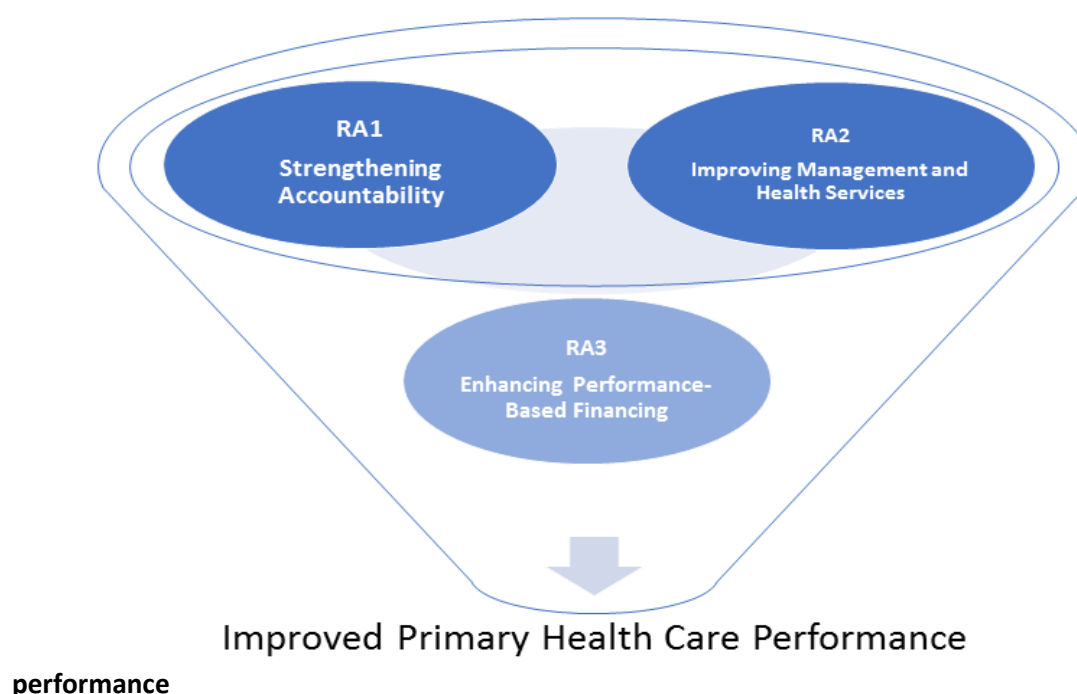 RA1
Strengthening
Accountability
RA2
Improving Management and
Health Services
RA3
Enhancing Performance-
Based Financing
Improved Primary Health Care Performance
performance